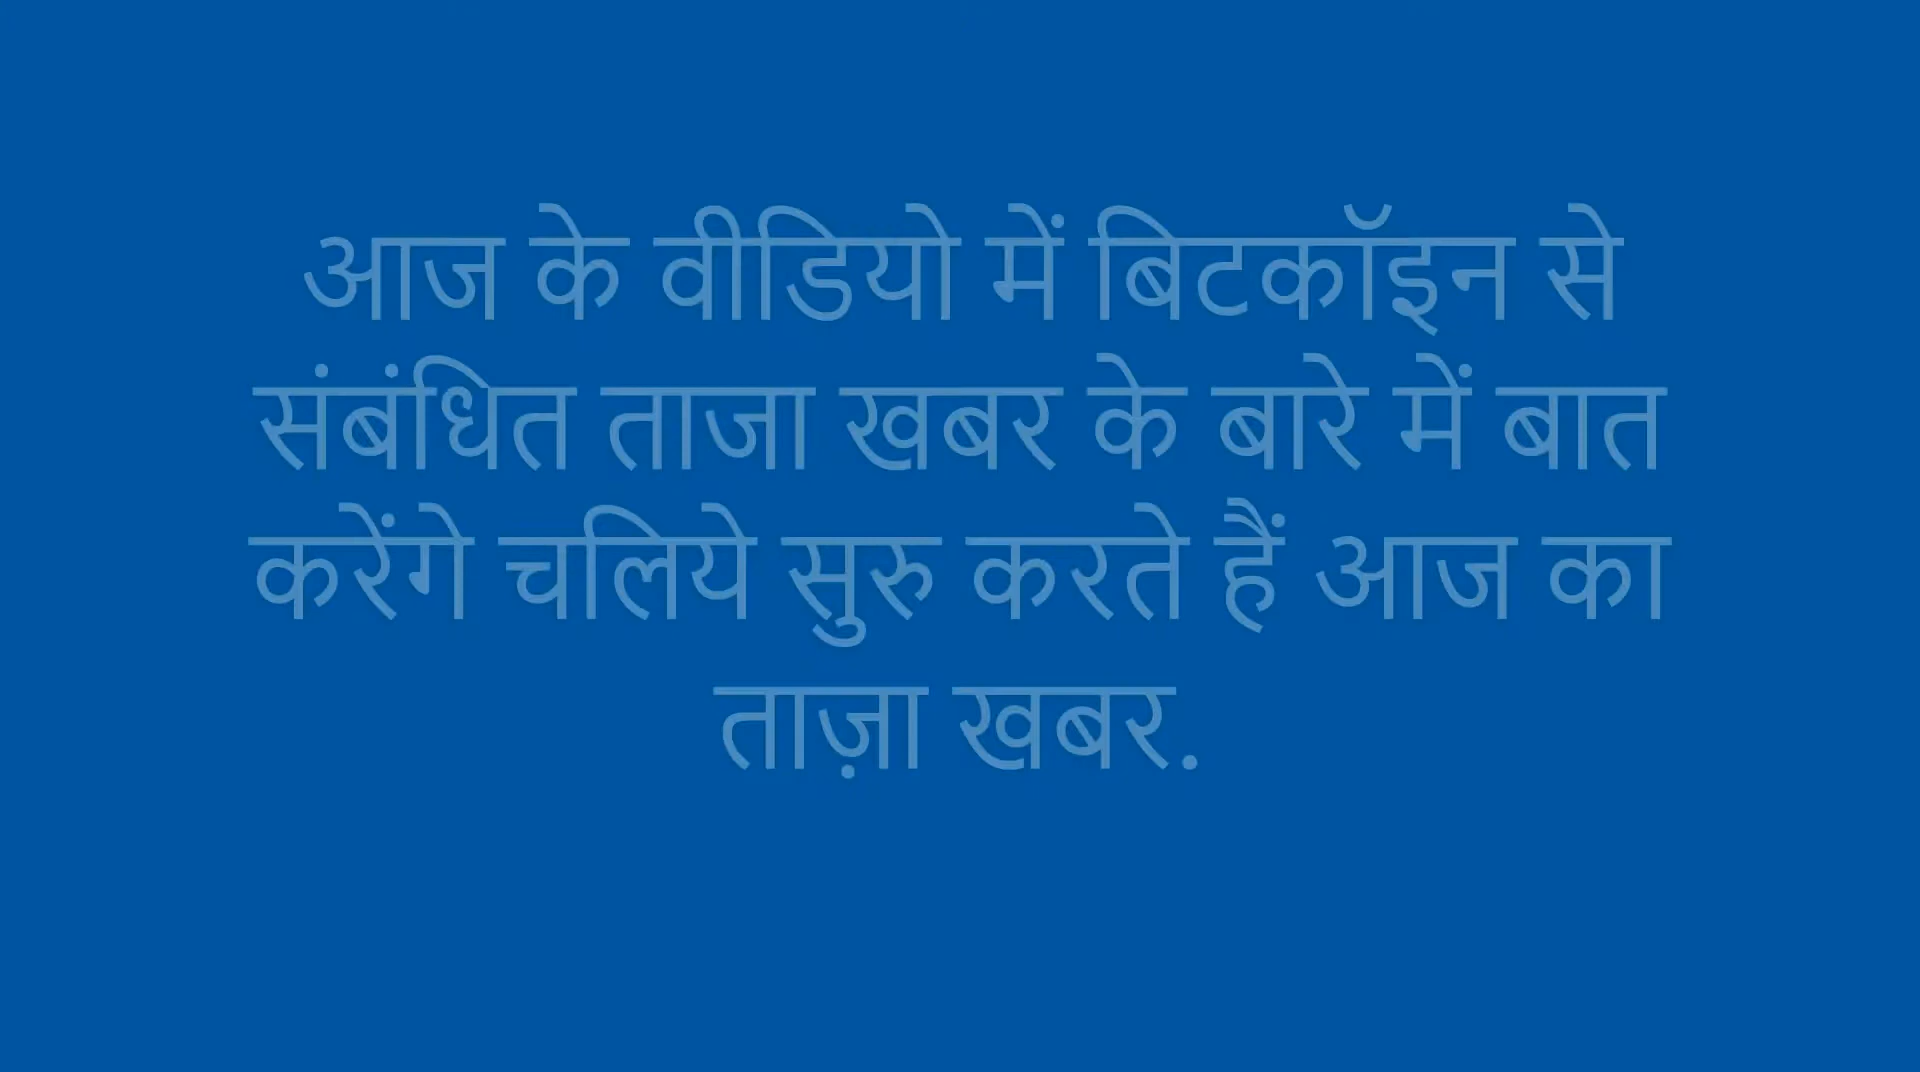 आज के वीडियो में बिटकॉइन से
संबंधित ताजा खबर के बारे में बात
करेंगे चलिये सुरु करते हैं आज का
ताज़ा खबर.